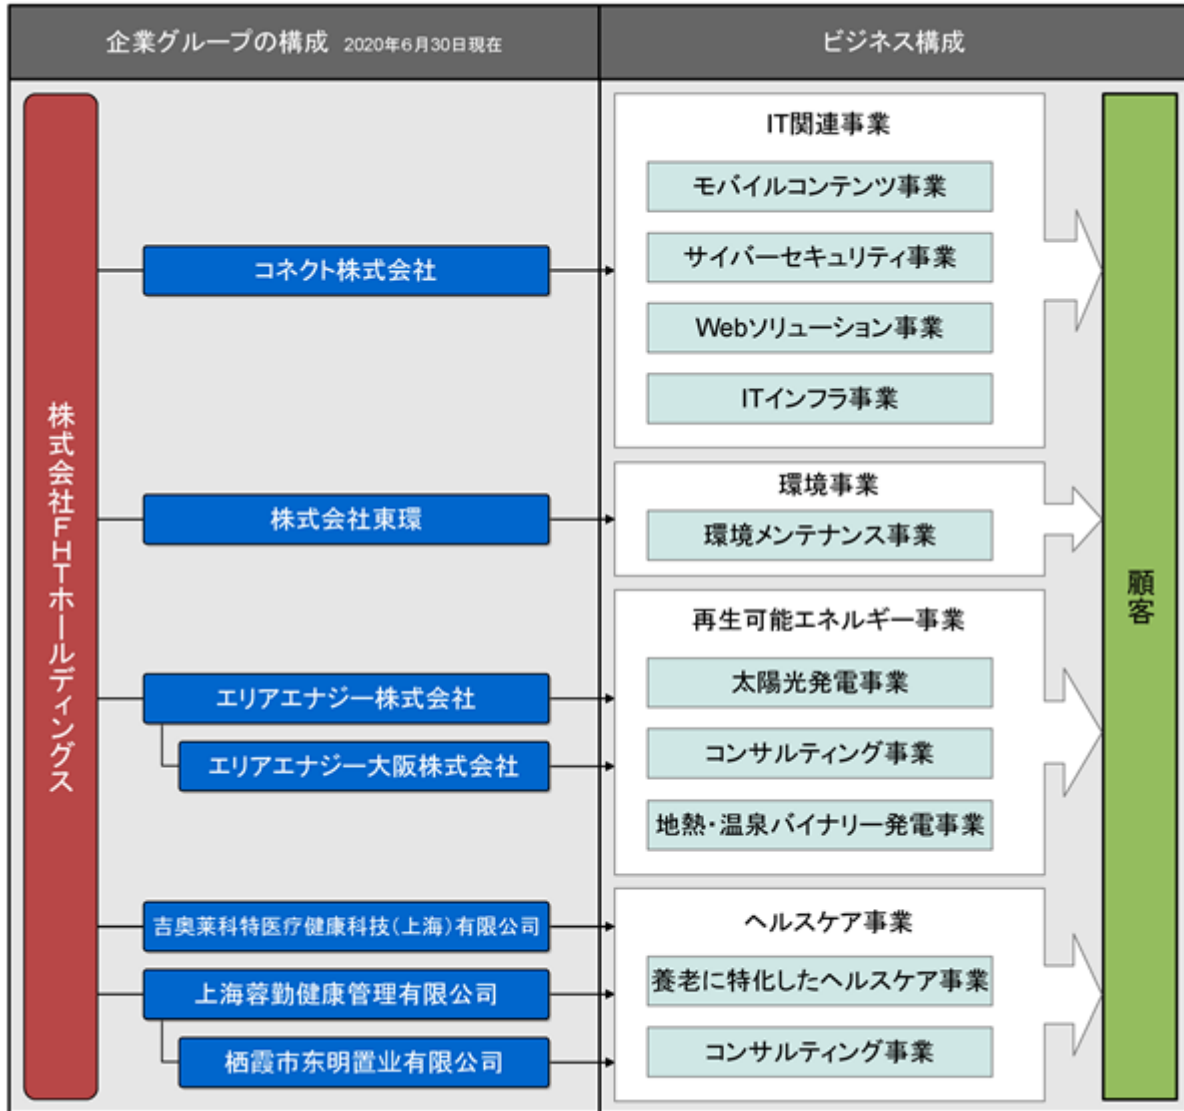 企業グループの構成 2020年6月30日現在
ビジネス構成
株式会社FHTホールディングス
コネクト株式会社
IT関連事業
モバイルコンテンツ事業
サイバーセキュリティ事業
Webソリューション事業
ITインフラ事業
株式会社東環
環境事業
環境メンテナンス事業
エリアエナジー株式会社
エリアエナジー大阪株式会社
再生可能エネルギー事業
太陽光発電事業
コンサルティング事業
地熱・温泉バイナリー発電事業
吉奥莱科特医疗健康科技(上海)有限公司
上海蓉勤健康管理有限公司
栖霞市东明置业有限公司
ヘルスケア事業
養老に特化したヘルスケア事業
コンサルティング事業
顧客